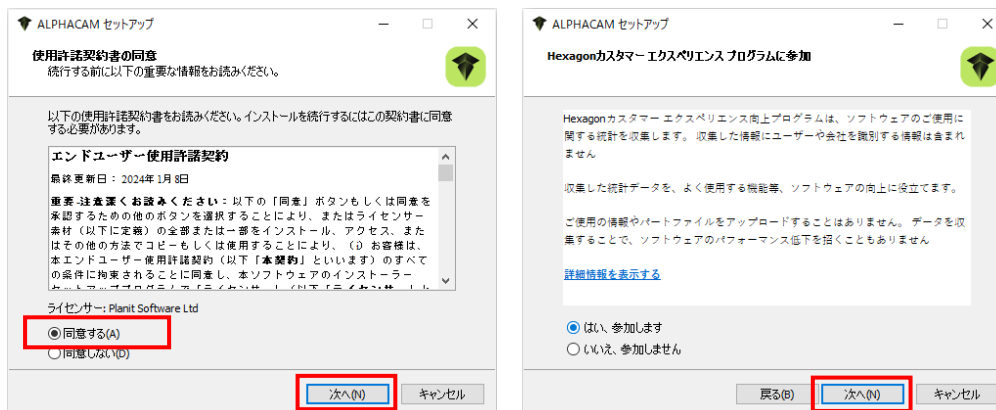 ALPHACAM セットアップ
使用許諾契約書の同意
続行する前に以下の重要な情報をお読みください。
以下の使用許諾契約書をお読みください。インストールを続行するにはこの契約書に同意
する必要があります。
エンドユーザー使用許諾契約
最終更新日: 2024年1月8日
重要-注意深くお読みください:以下の「同意」ボタンもしくは同意を
承認するための他のボタンを選択することにより、またはライセンサー
素材(以下に定義)の全部または一部をインストール、アクセス、また
はその他の方法でコピーもしくは使用することにより、(i) お客様は、
本エンドユーザー使用許諾契約(以下「本契約」といいます)のすべて
の条件に拘束されることに同意し、本ソフトウェアのインストーラー
セットアッププログラムで「ライセンサー」(以下「ライセンサー」と
ライセンサー: Planit Software Ltd
同意する(A)
同意しない(D)
次へ(N)
キャンセル
ALPHACAM セットアップ
Hexagonカスタマー エクスペリエンス プログラムに参加
Hexagonカスタマー エクスペリエンス向上プログラムは、ソフトウェアのご使用に
関する統計を収集します。 収集した情報にユーザーや会社を識別する情報は含まれ
ません
収集した統計データを、よく使用する機能等、ソフトウェアの向上に役立てます。
ご使用の情報やパートファイルをアップロードすることはありません。 データを収
集することで、ソフトウェアのパフォーマンス低下を招くこともありません
詳細情報を表示する
はい、参加します
いいえ、参加しません
戻る(B)
次へ(N)
キャンセル